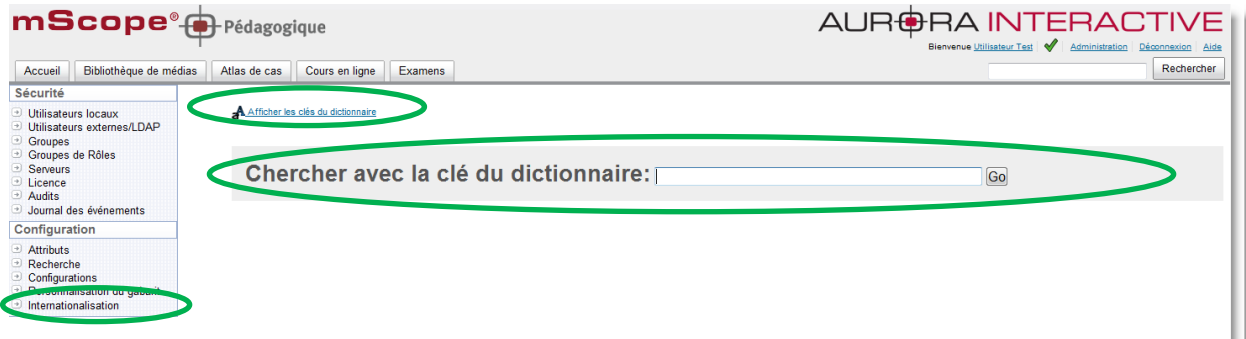 mScope® Pédagogique
AURORA INTERACTIVE
Bienvenue Utilisateur Test Administration Déconnexion Aide
Accueil Bibliothèque de médias Atlas de cas Cours en ligne Examens Rechercher
Sécurité
Utilisateurs locaux
Utilisateurs externes/LDAP
Groupes
Groupes de Rôles
Serveurs
Licence
Audits
Journal des événements
Configuration
Attributs
Recherche
Configurations
Personnalisation du gabarit
Internationalisation
Afficher les clés du dictionnaire
Chercher avec la clé du dictionnaire: Go